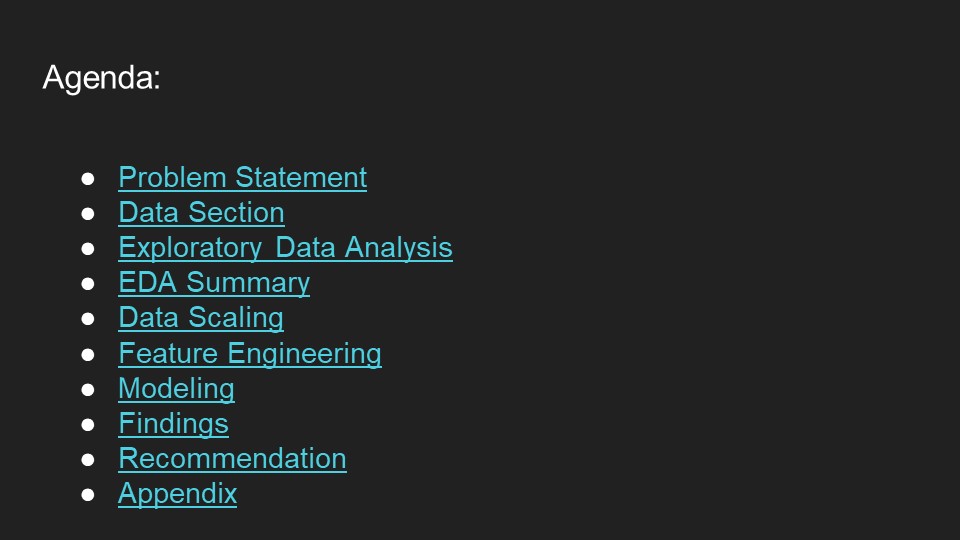 Agenda:
● Problem Statement
● Data Section
● Exploratory Data Analysis
● EDA Summary
● Data Scaling
● Feature Engineering
● Modeling
● Findings
● Recommendation
● Appendix